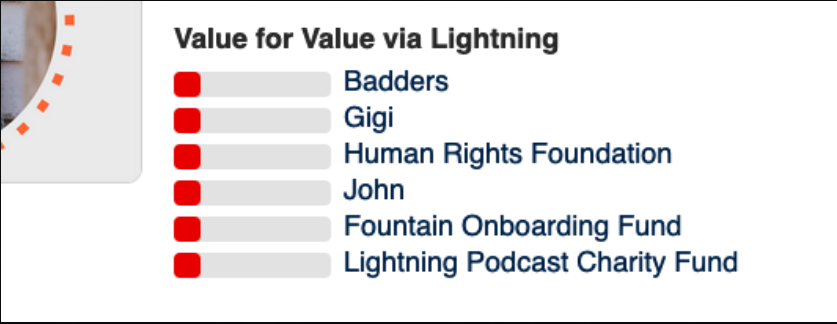 Value for Value via Lightning
Badders
Gigi
Human Rights Foundation
John
Fountain Onboarding Fund
Lightning Podcast Charity Fund